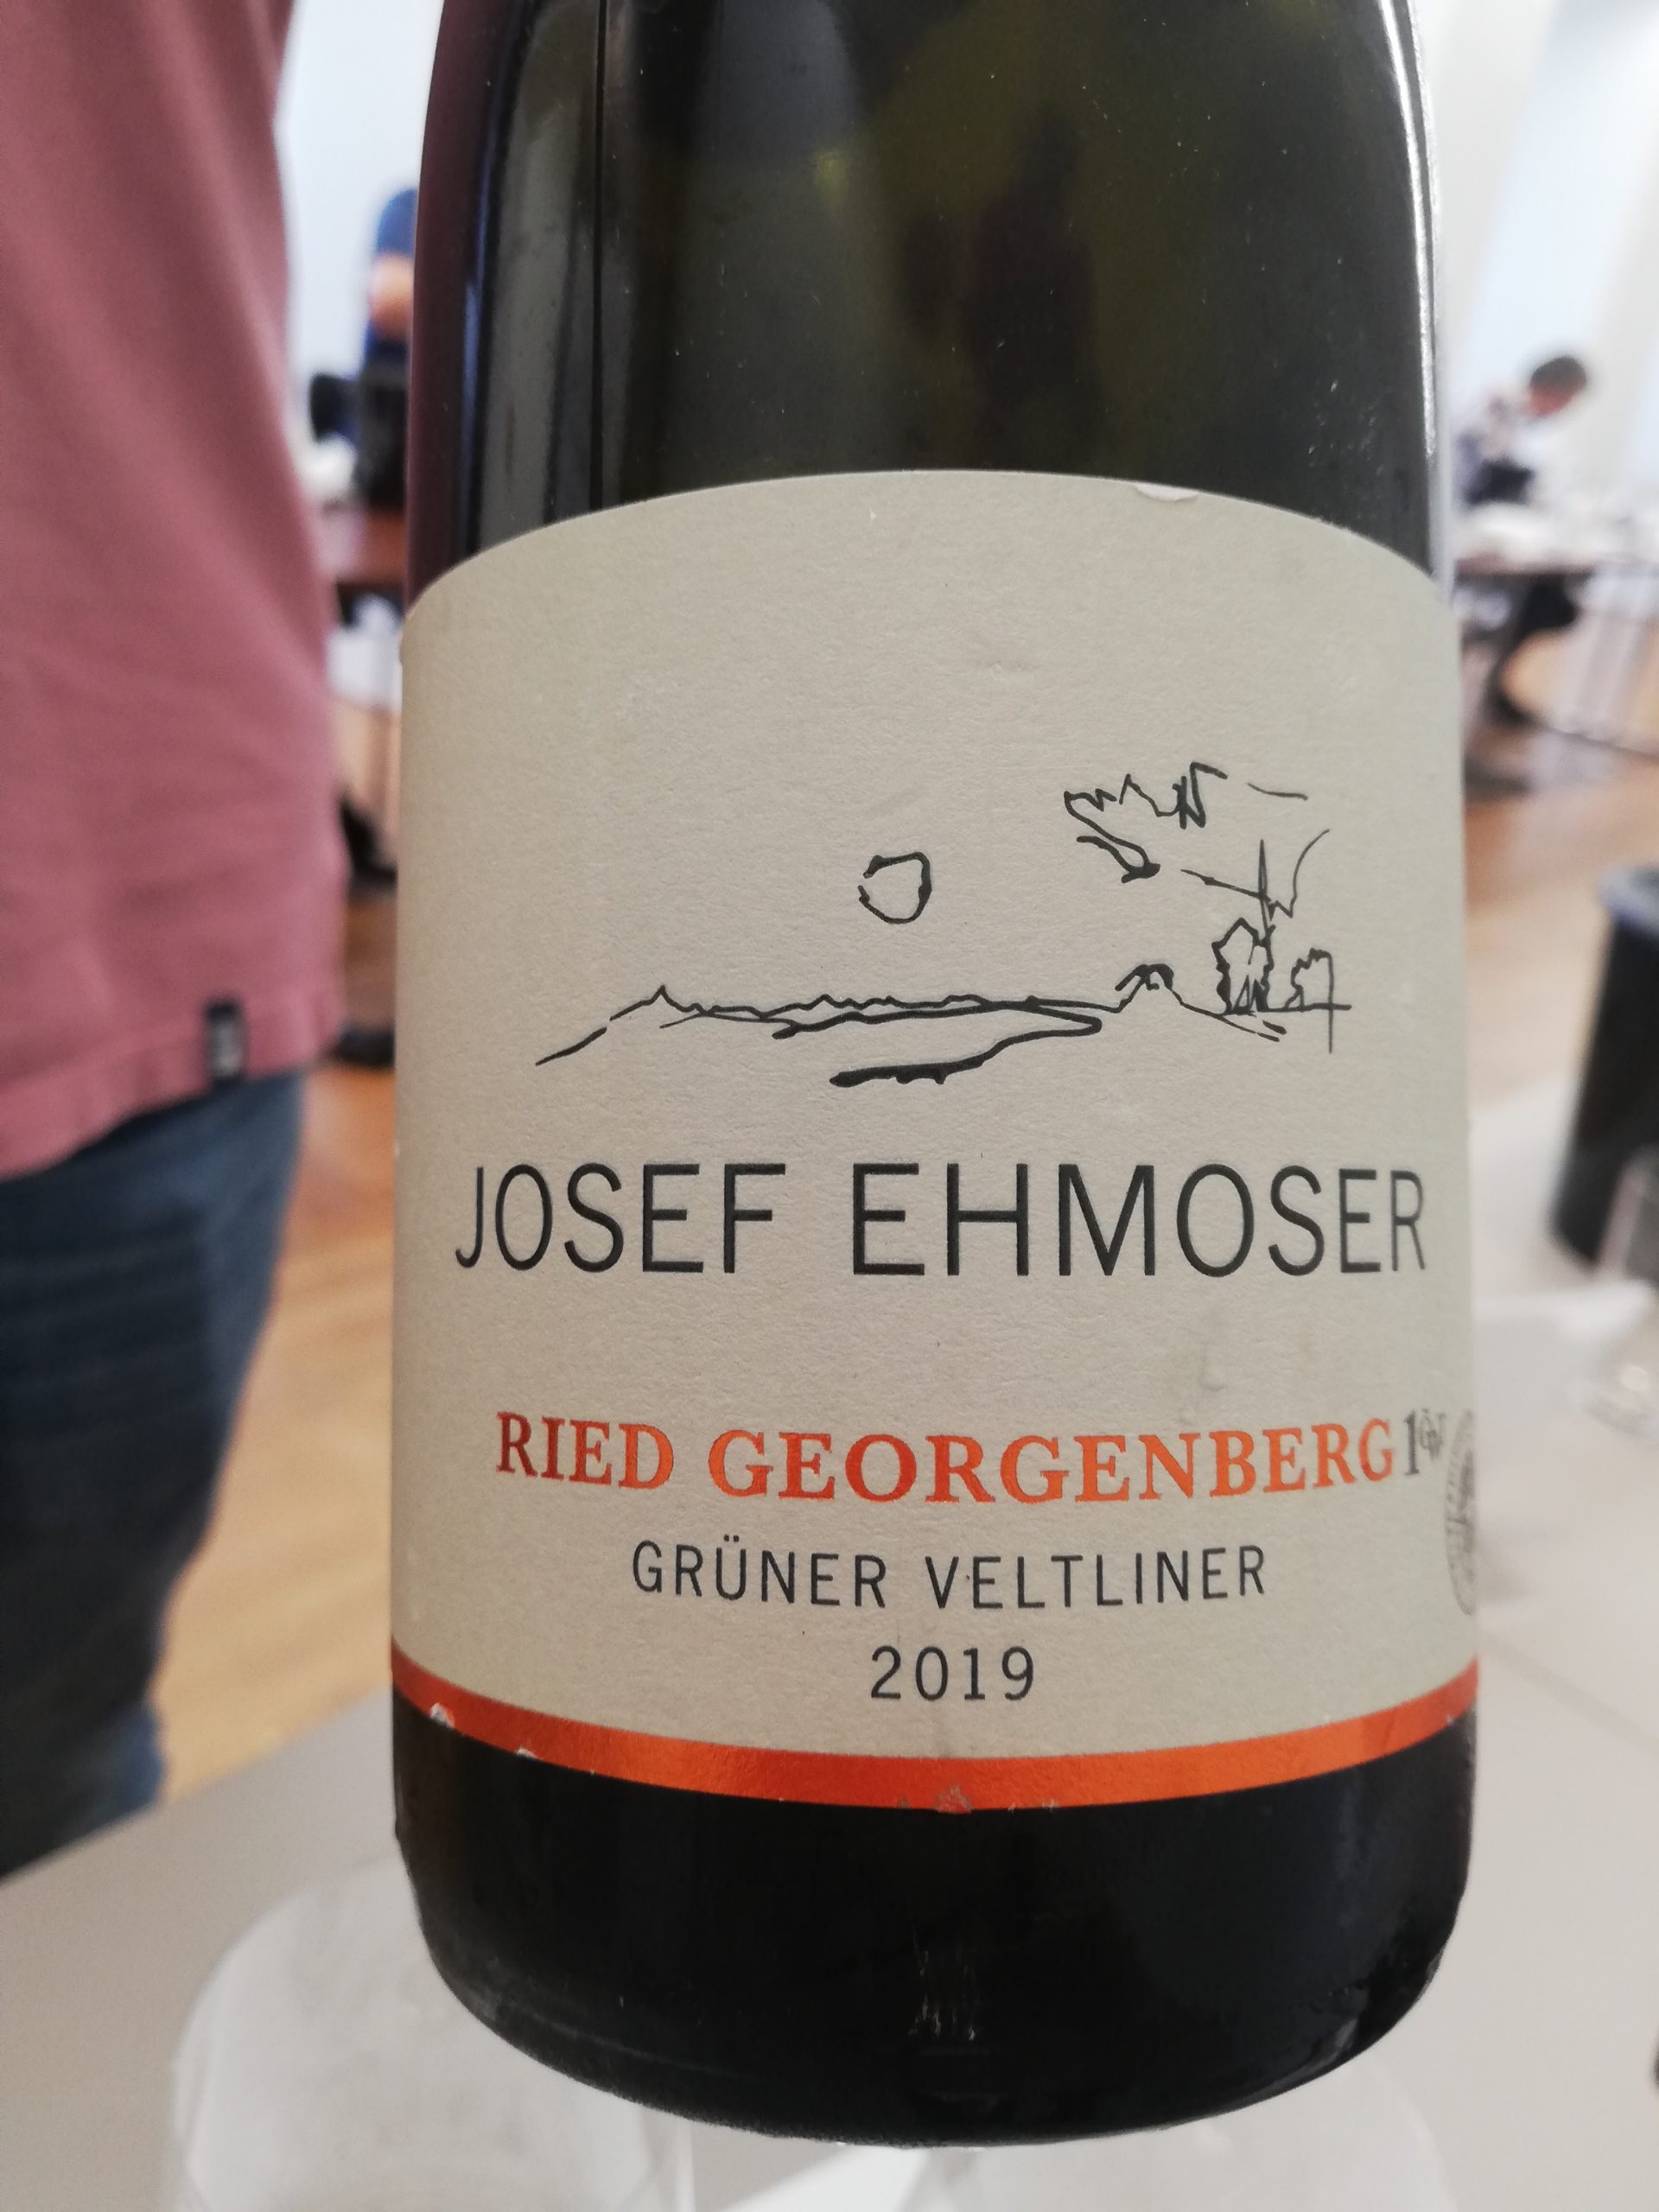 JOSEF EHMOSER
RIED GEORGENBERG 1ÖTW
GRÜNER VELTLINER
2019